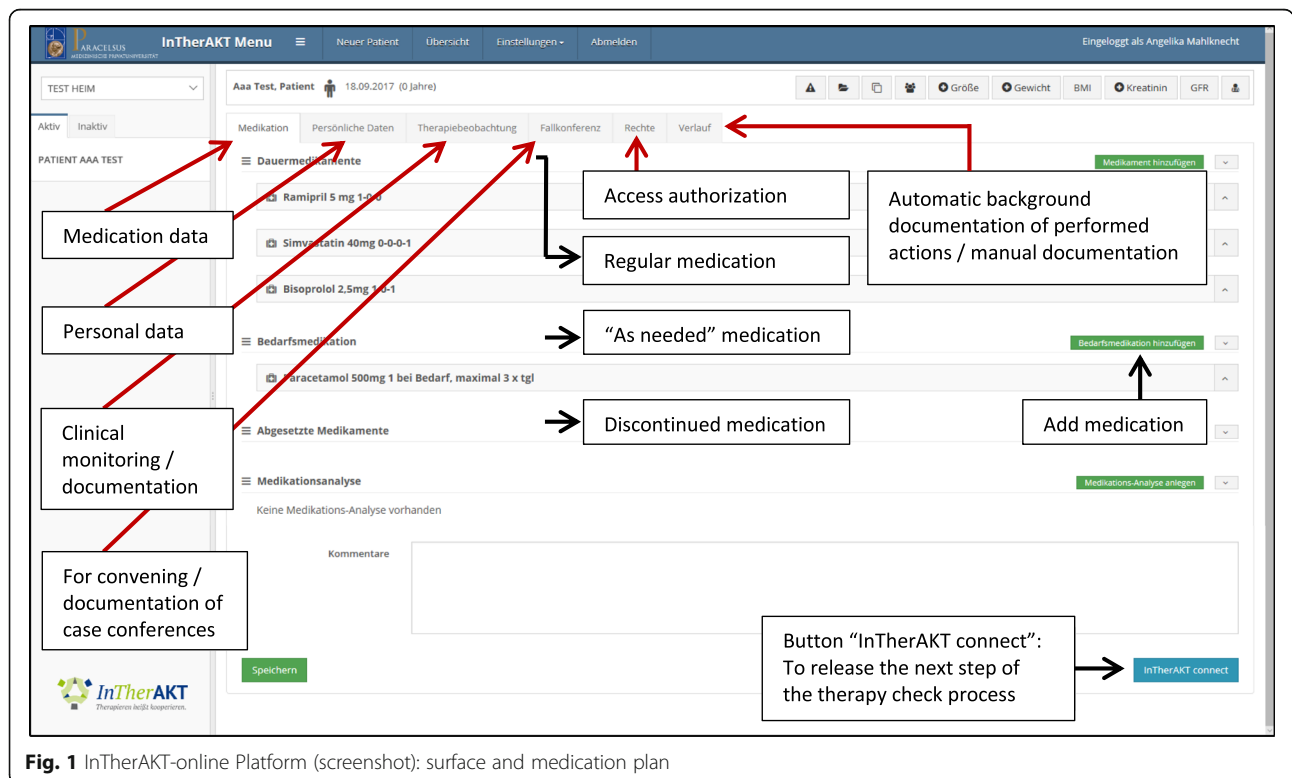 PARACELSUS
MEDIZINISCHE PRIVATUNIVERSITÄT
InTherAKT Menu
Neuer Patient
Übersicht
Einstellungen
Abmelden
Eingeloggt als Angelika Mahlknecht
TEST HEIM
Aaa Test, Patient 18.09.2017 (0 Jahre)
Größe
Gewicht
BMI
Kreatinin
GFR
Aktiv
Inaktiv
Medikation
Persönliche Daten
Therapiebeobachtung
Fallkonferenz
Rechte
Verlauf
PATIENT AAA TEST
Dauermedikamente
Medikament hinzufügen
Ramipril 5 mg 1-0-0
Simvastatin 40mg 0-0-0-1
Bisoprolol 2,5mg 1-0-1
Medication data
Access authorization
Regular medication
Automatic background
documentation of performed
actions / manual documentation
Personal data
"As needed" medication
Bedarfsmedikation
Bedarfsmedikation hinzufügen
Paracetamol 500mg 1 bei Bedarf, maximal 3 x tgl
Clinical
monitoring /
documentation
Discontinued medication
Add medication
Abgesetzte Medikamente
Medikationsanalyse
Medikations-Analyse anlegen
Keine Medikations-Analyse vorhanden
Kommentare
For convening /
documentation of
case conferences
Button "InTherAKT connect":
To release the next step of
the therapy check process
Speichern
InTherAKT connect
InTherAKT
Therapieren heißt kooperieren.
Fig. 1 InTherAKT-online Platform (screenshot): surface and medication plan